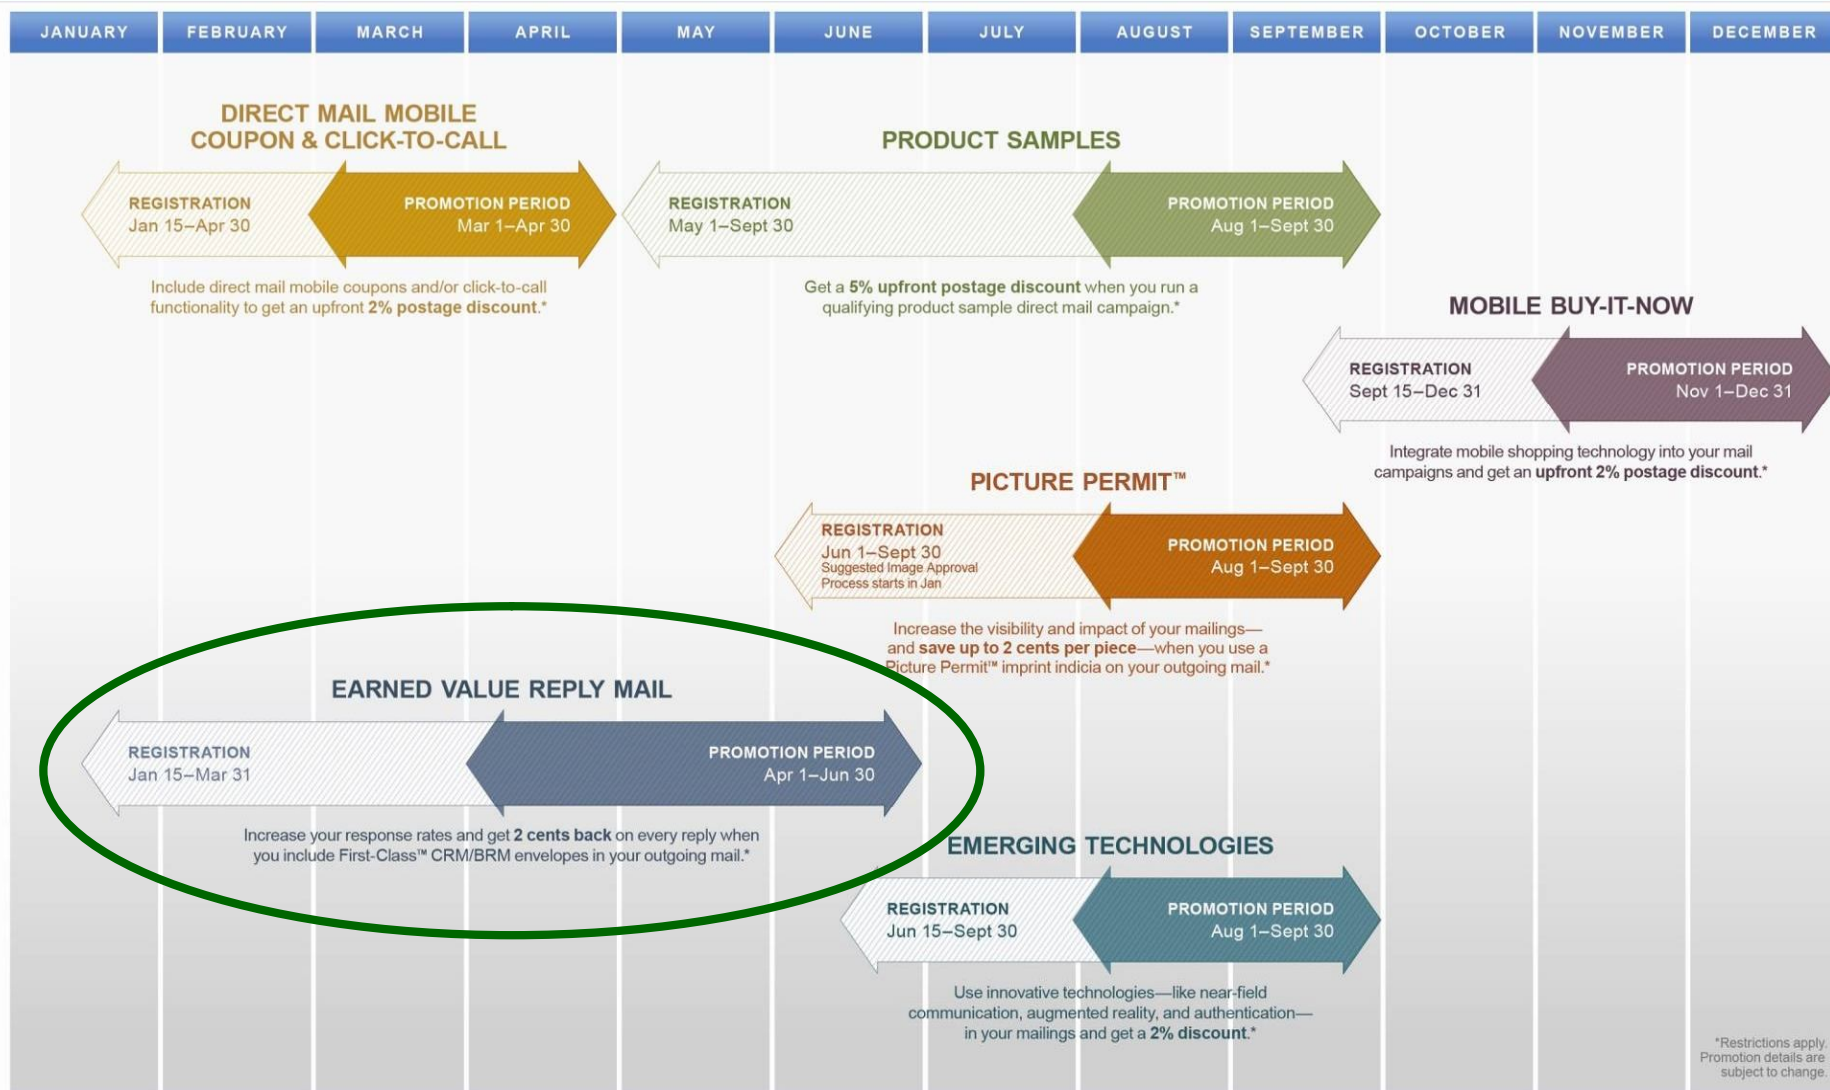 JANUARY
FEBRUARY
MARCH
APRIL
MAY
JUNE
JULY
AUGUST
SEPTEMBER
OCTOBER
NOVEMBER
DECEMBER
DIRECT MAIL MOBILE
COUPON & CLICK-TO-CALL
REGISTRATION
Jan 15–Apr 30
PROMOTION PERIOD
Mar 1–Apr 30
Include direct mail mobile coupons and/or click-to-call
functionality to get an upfront 2% postage discount.*
PRODUCT SAMPLES
REGISTRATION
May 1–Sept 30
PROMOTION PERIOD
Aug 1–Sept 30
Get a 5% upfront postage discount when you run a
qualifying product sample direct mail campaign.*
MOBILE BUY-IT-NOW
REGISTRATION
Sept 15–Dec 31
PROMOTION PERIOD
Nov 1–Dec 31
Integrate mobile shopping technology into your mail
campaigns and get an upfront 2% postage discount.*
PICTURE PERMIT™
REGISTRATION
Jun 1–Sept 30
Suggested Image Approval
Process starts in Jan
PROMOTION PERIOD
Aug 1–Sept 30
Increase the visibility and impact of your mailings—
and save up to 2 cents per piece—when you use a
Picture Permit™ imprint indicia on your outgoing mail.*
EARNED VALUE REPLY MAIL
REGISTRATION
Jan 15–Mar 31
PROMOTION PERIOD
Apr 1–Jun 30
Increase your response rates and get 2 cents back on every reply when
you include First-Class™ CRM/BRM envelopes in your outgoing mail.*
EMERGING TECHNOLOGIES
REGISTRATION
Jun 15–Sept 30
PROMOTION PERIOD
Aug 1–Sept 30
Use innovative technologies—like near-field
communication, augmented reality, and authentication—
in your mailings and get a 2% discount.*
*Restrictions apply.
Promotion details are
subject to change.